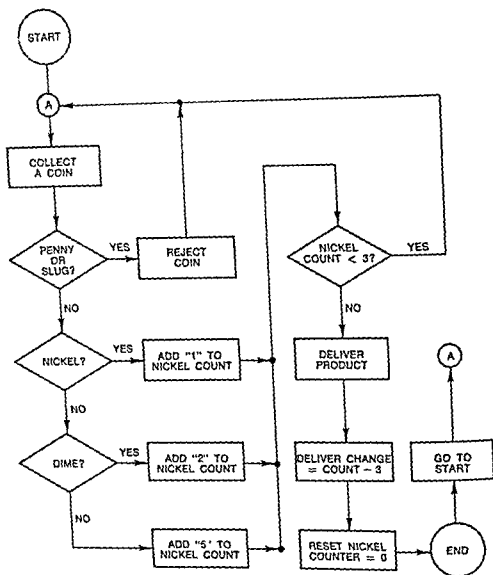 START
A
COLLECT
A COIN
PENNY
OR
SLUG?
YES
REJECT
COIN
NO
NICKEL?
YES
ADD "1" TO
NICKEL COUNT
NO
DIME?
YES
ADD "2" TO
NICKEL COUNT
NO
ADD "5" TO
NICKEL COUNT
NICKEL
COUNT < 3?
YES
NO
DELIVER
PRODUCT
DELIVER CHANGE
= COUNT - 3
RESET NICKEL
COUNTER = 0
END
GO TO
START
A